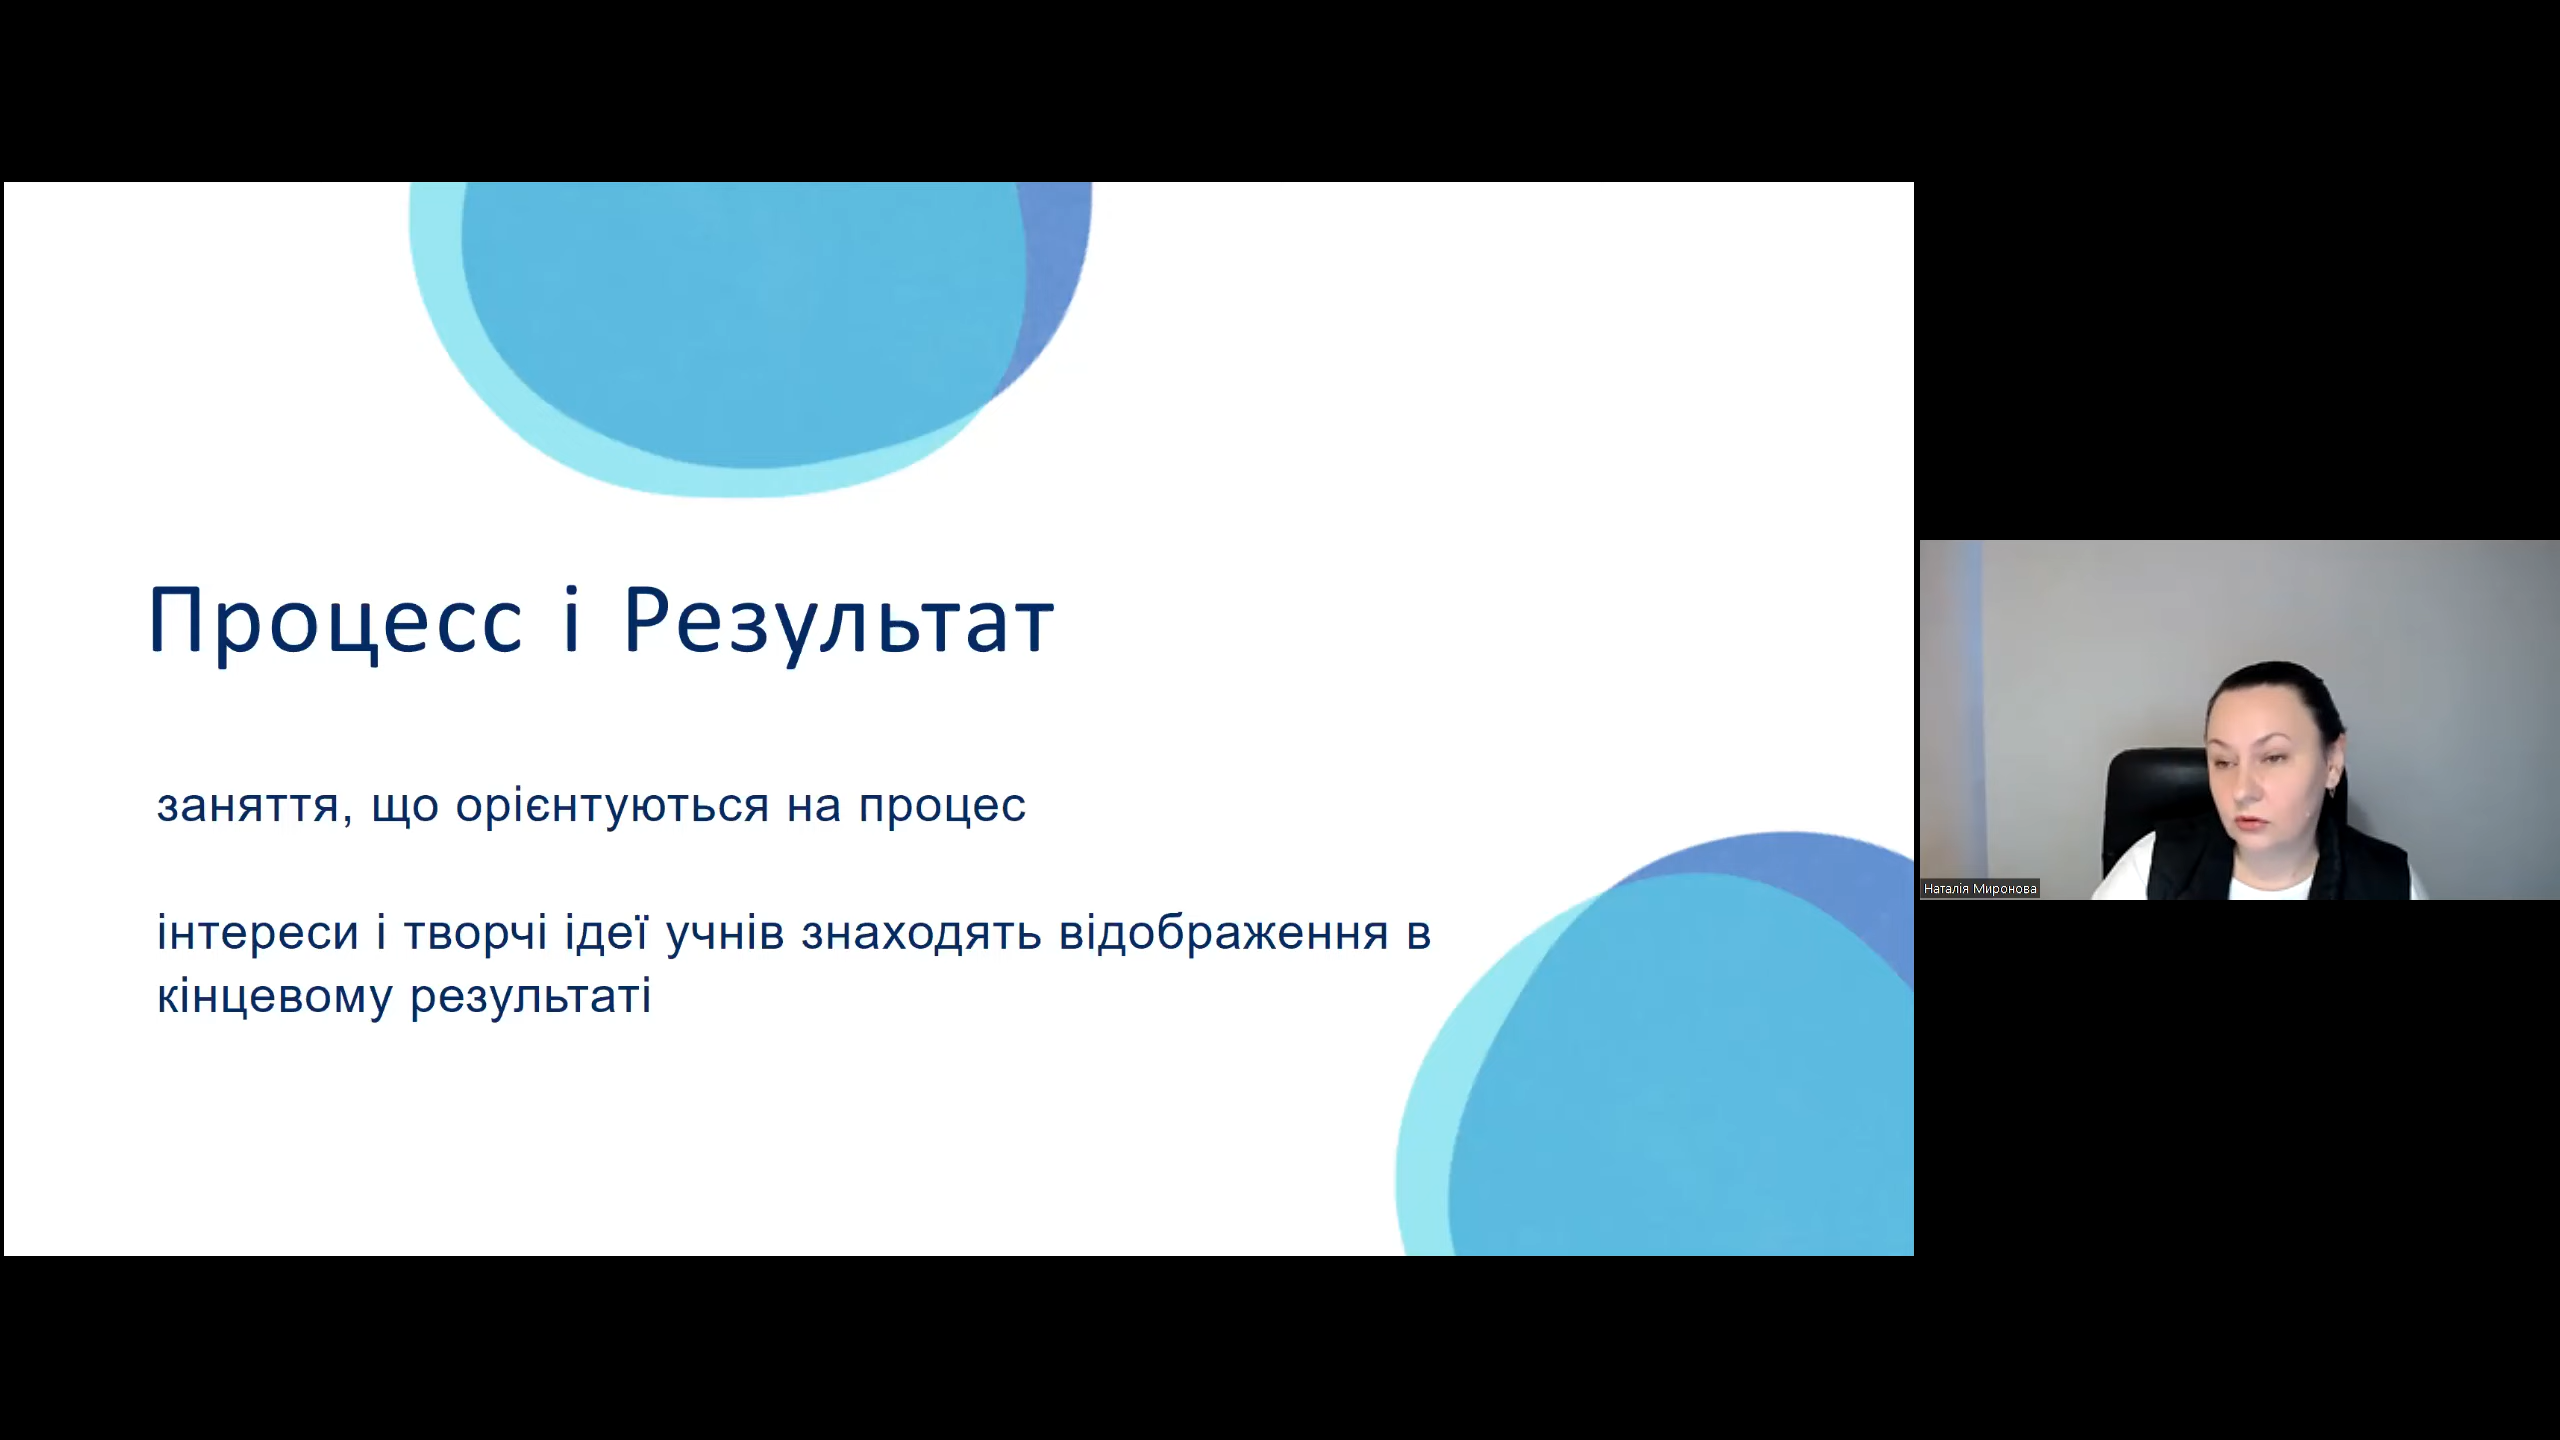 Процесс і Результат
заняття, що орієнтуються на процес
інтереси і творчі ідеї учнів знаходять відображення в
кінцевому результаті
Наталія Миронова